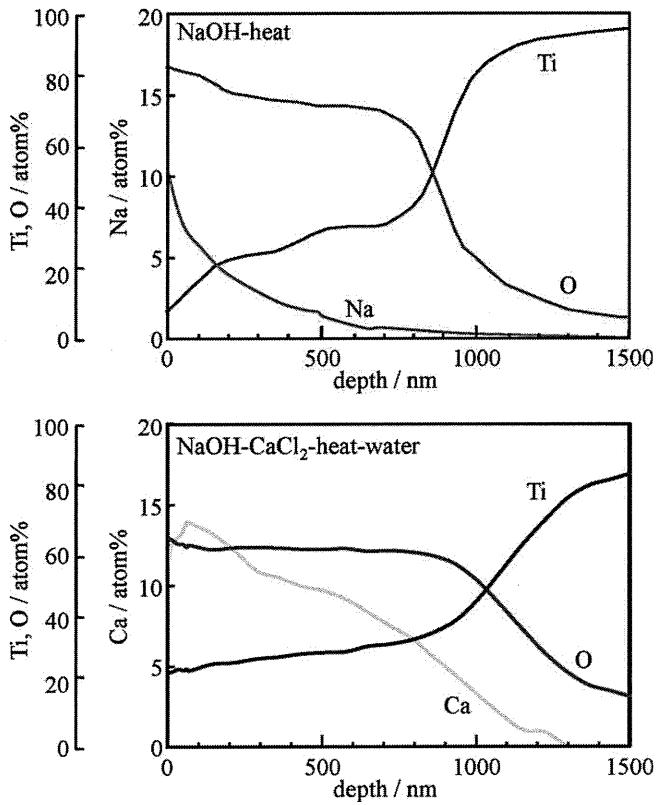 NaOH-heat
Ti, O / atom%
100
80
60
40
20
0
Na / atom%
20
15
10
5
0
Ti
O
Na
0
500
1000
1500
depth / nm
NaOH-CaCl₂-heat-water
Ti, O / atom%
100
80
60
40
20
0
Ca / atom%
20
15
10
5
0
Ti
O
Ca
0
500
1000
1500
depth / nm